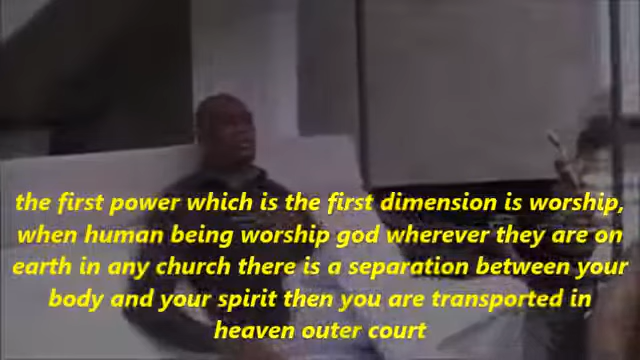 the first power which is the first dimension is worship,
when human being worship god wherever they are on
earth in any church there is a separation between your
body and your spirit then you are transported in
heaven outer court